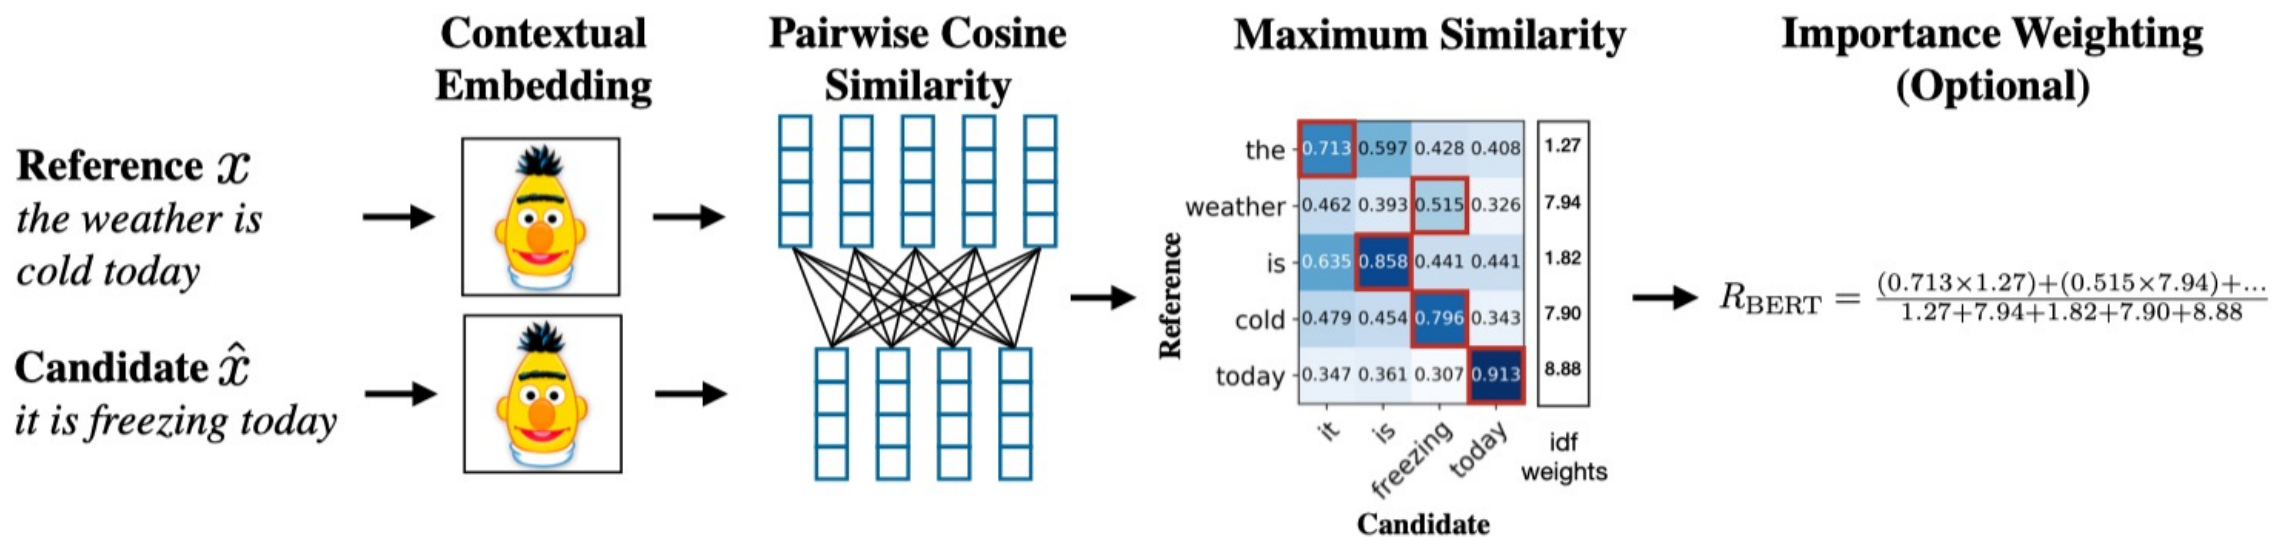 Contextual
Embedding
Pairwise Cosine
Similarity
Maximum Similarity
Importance Weighting
(Optional)
Reference x
the weather is
cold today
Candidate x̂
it is freezing today
Reference
the 0.713 0.597 0.428 0.408 1.27
weather 0.462 0.393 0.515 0.326 7.94
is 0.635 0.858 0.441 0.441 1.82
cold 0.479 0.454 0.796 0.343 7.90
today 0.347 0.361 0.307 0.913 8.88
it is freezing today
idf
weights
Candidate
R_BERT = (0.713×1.27)+(0.515×7.94)+... / 1.27+7.94+1.82+7.90+8.88